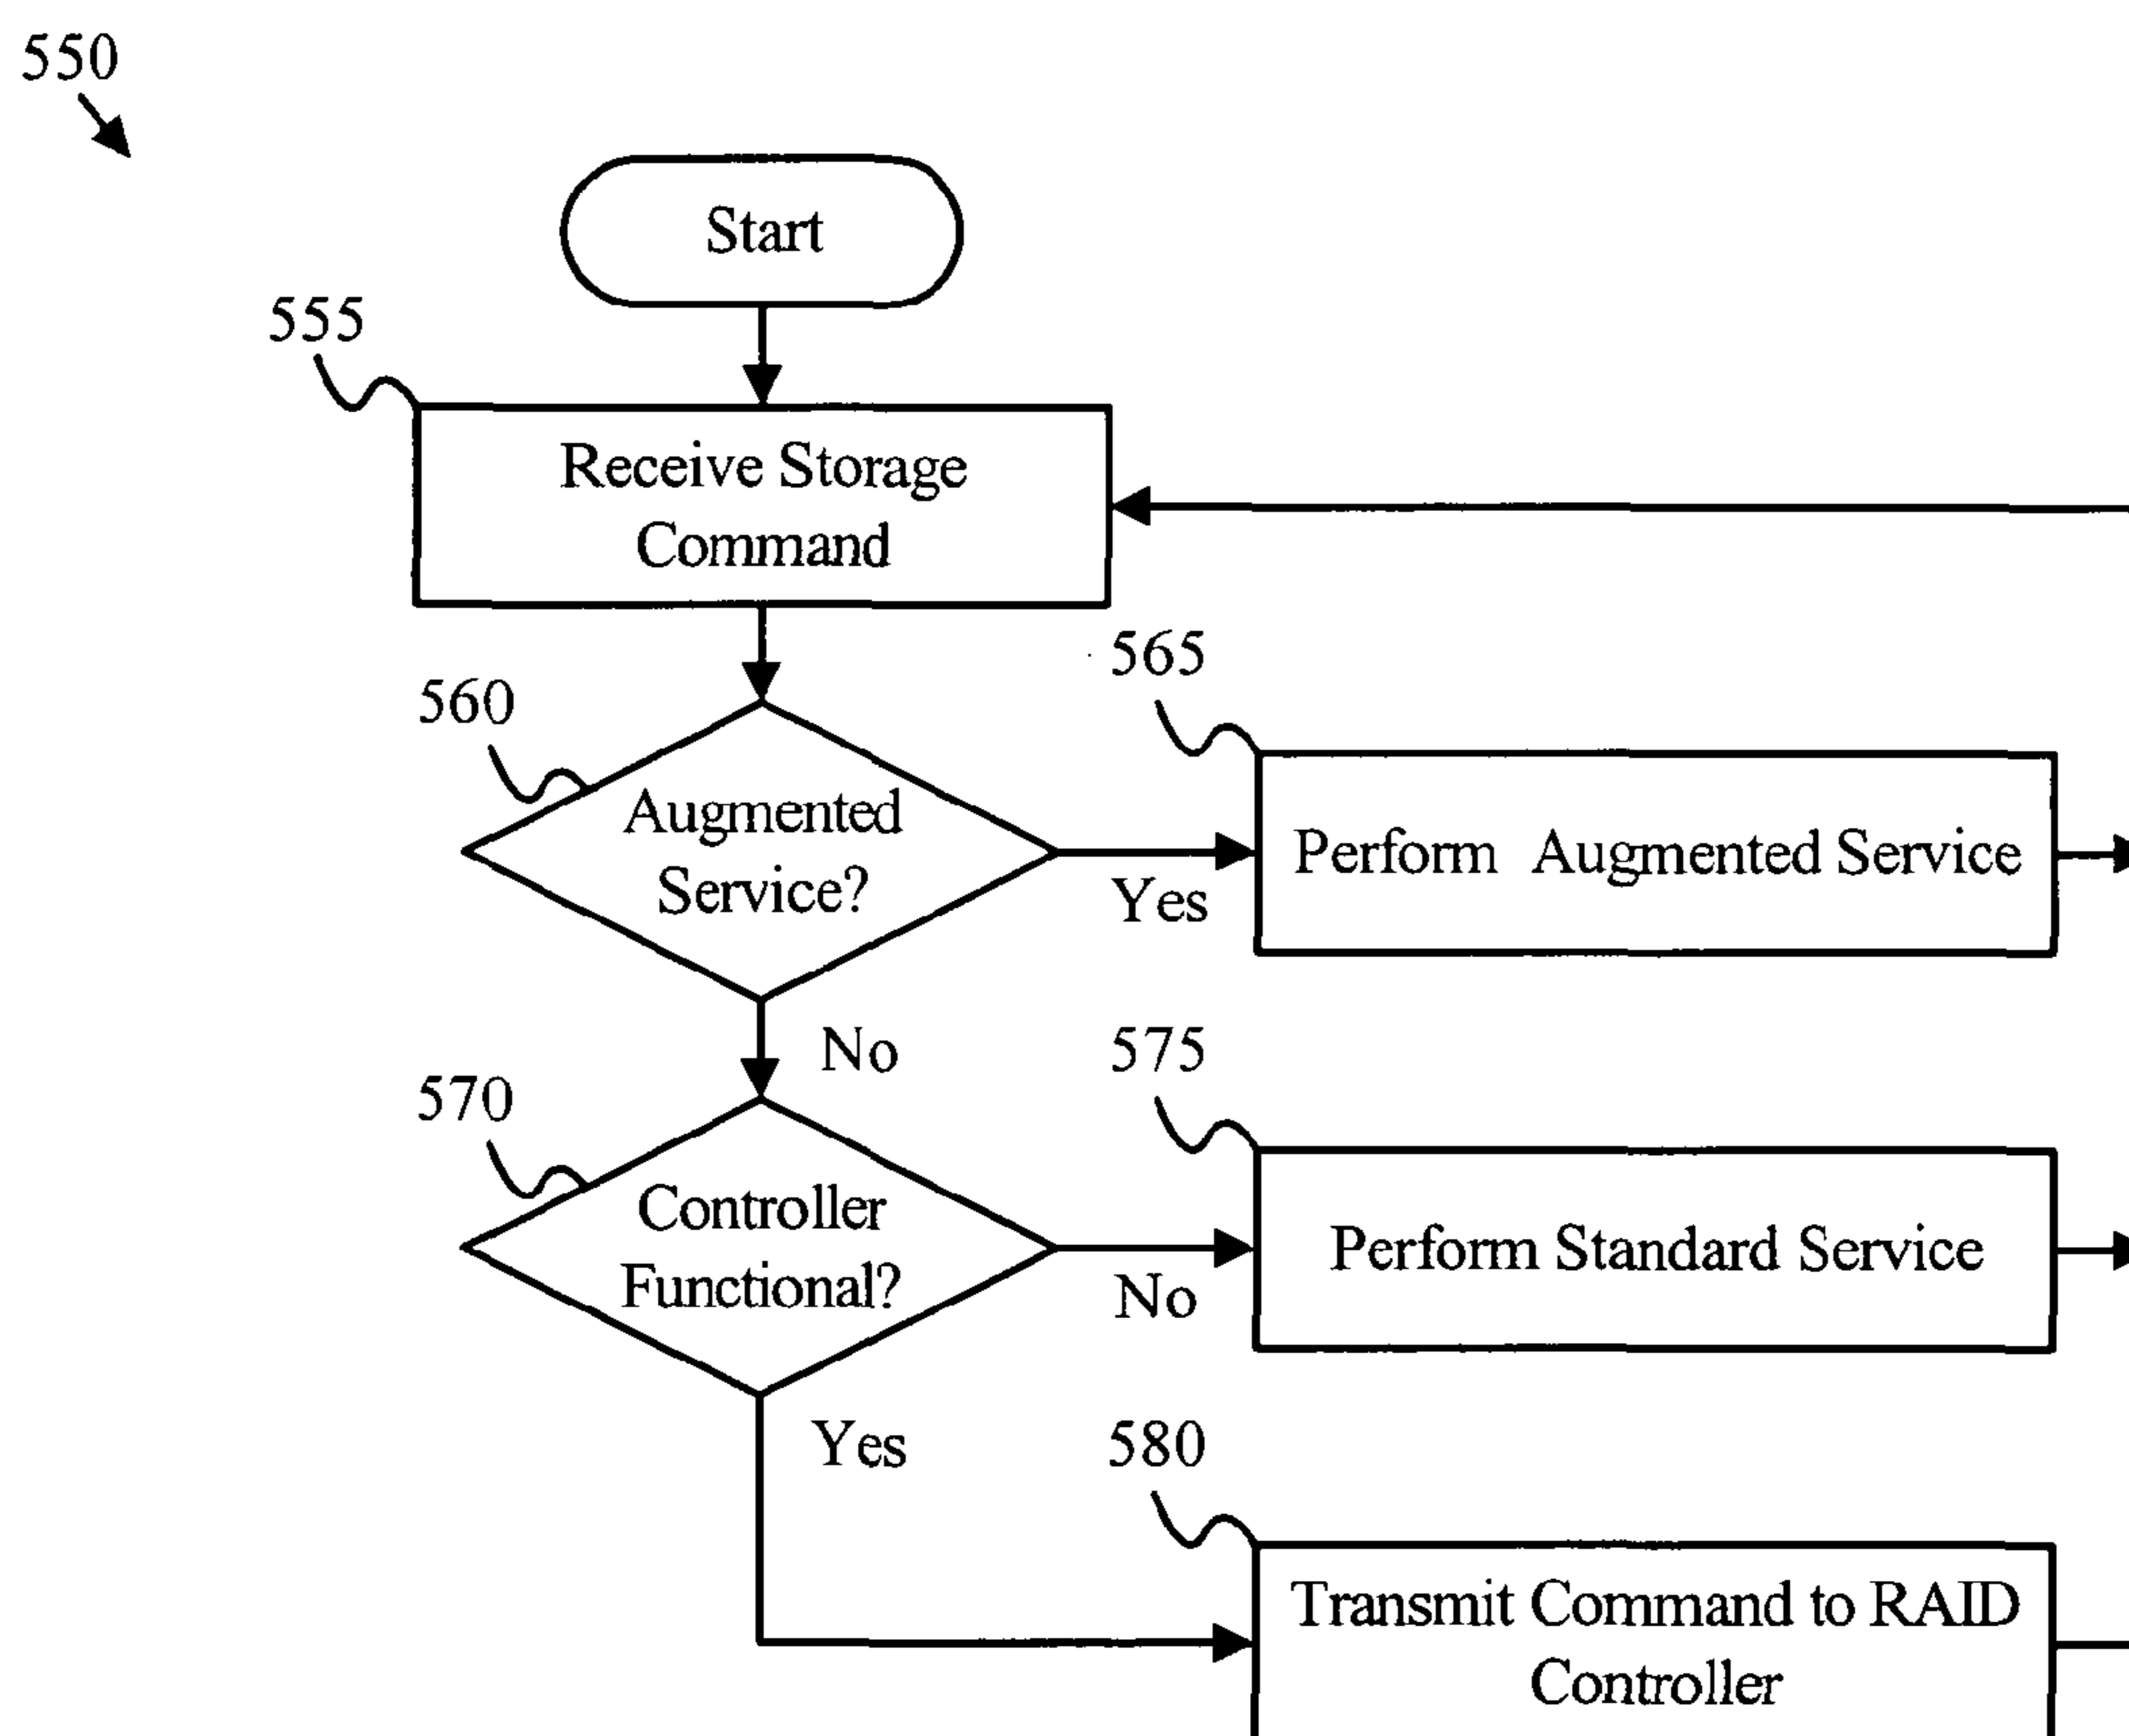 550
Start
555
Receive Storage
Command
565
560
Augmented
Service?
Yes
Perform Augmented Service
No
575
570
Controller
Functional?
No
Perform Standard Service
Yes
580
Transmit Command to RAID
Controller